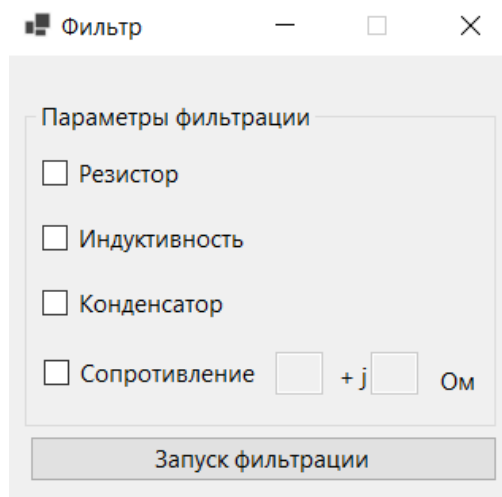 Фильтр
Параметры фильтрации
Резистор
Индуктивность
Конденсатор
Сопротивление + j Ом
Запуск фильтрации